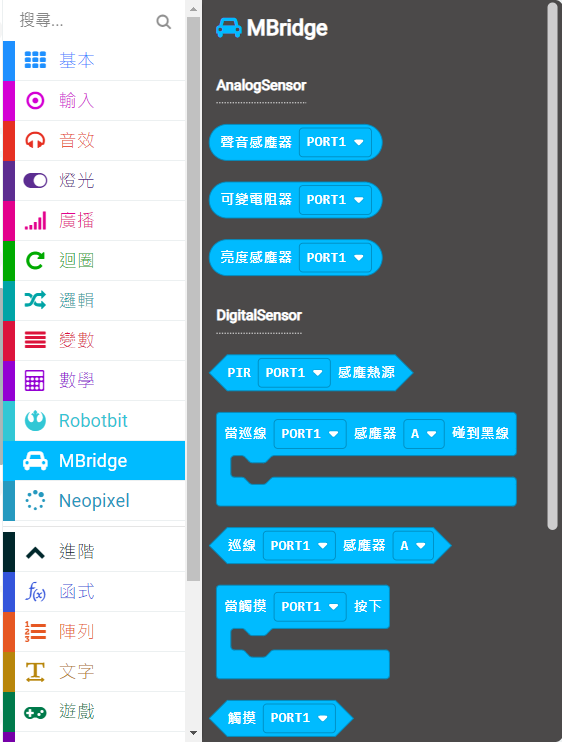 搜尋...
基本
輸入
音效
燈光
廣播
迴圈
邏輯
變數
數學
Robotbit
MBridge
Neopixel
進階
函式
f(x)
陣列
文字
遊戲
MBridge
AnalogSensor
聲音感應器 PORT1
可變電阻器 PORT1
亮度感應器 PORT1
DigitalSensor
PIR PORT1 感應熱源
當巡線 PORT1 感應器 A 碰到黑線
巡線 PORT1 感應器 A
當觸摸 PORT1 按下
觸摸 PORT1